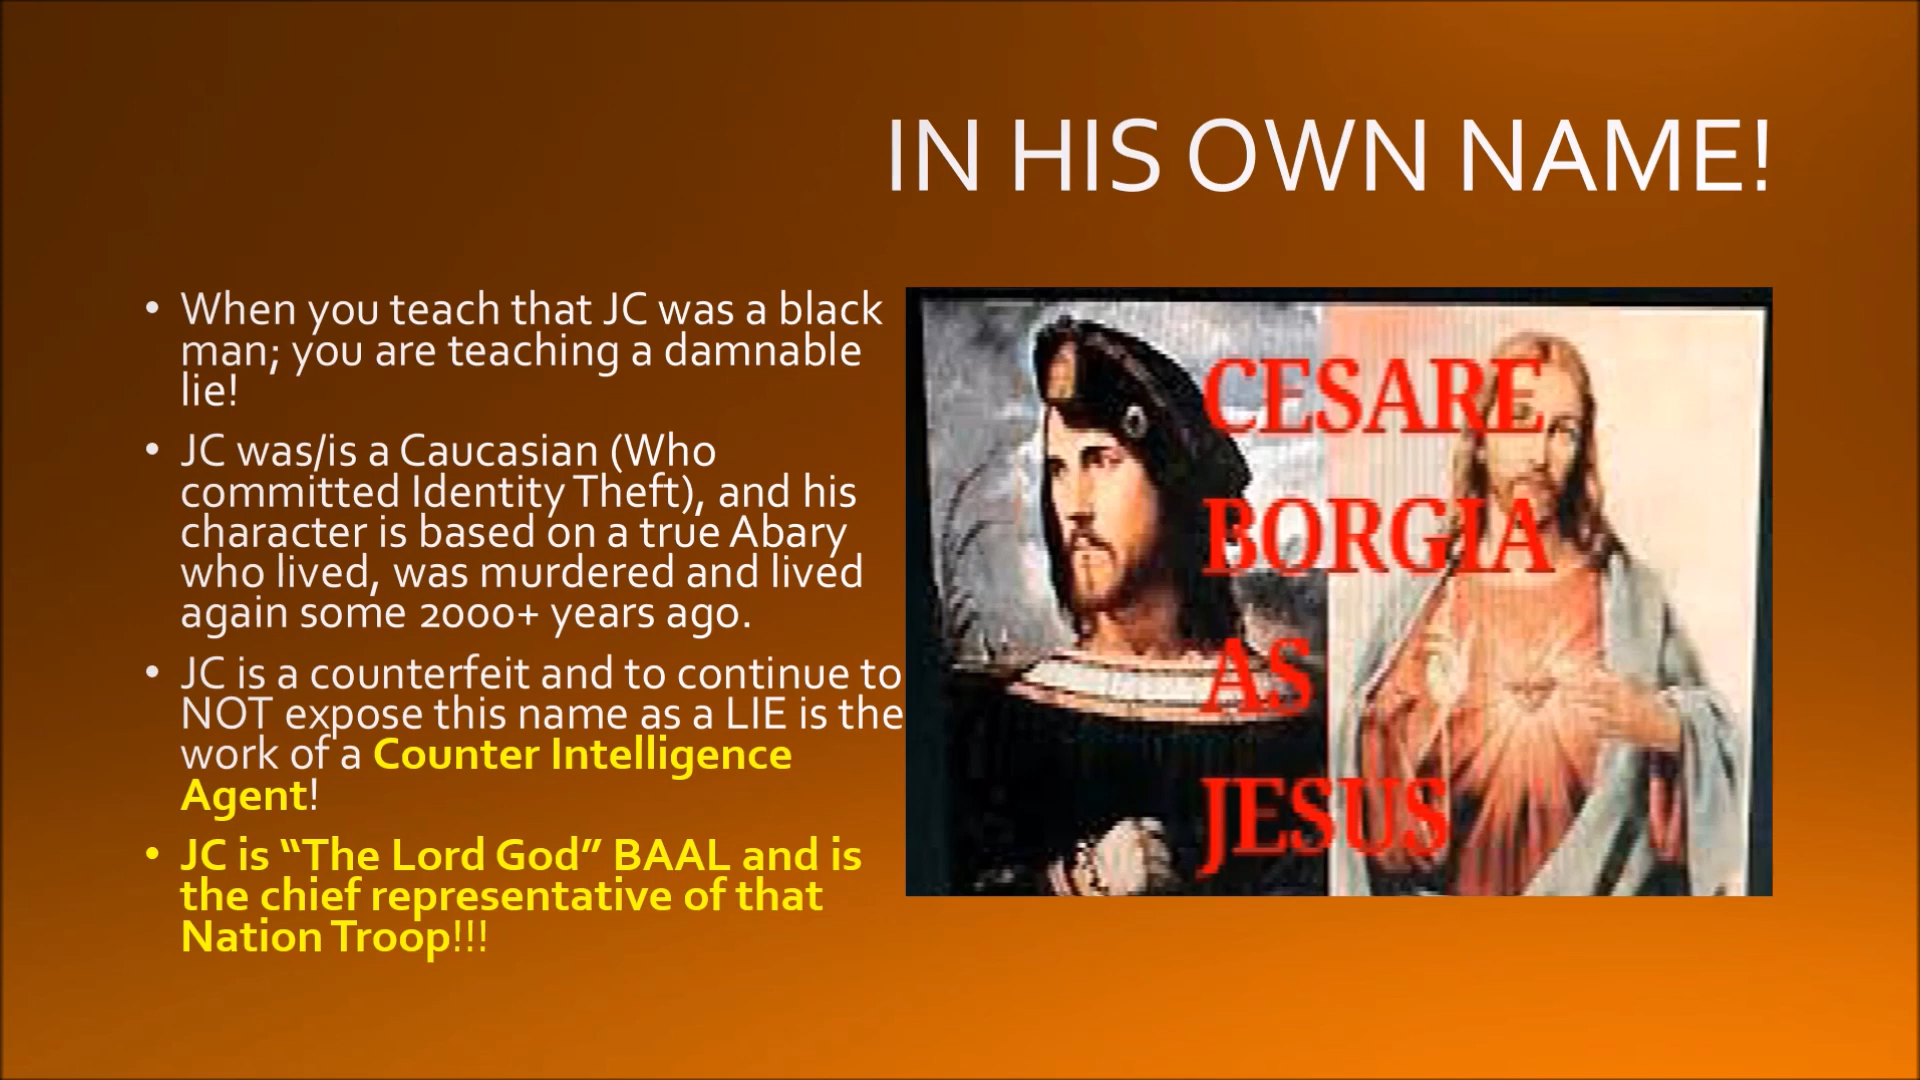 IN HIS OWN NAME!
• When you teach that JC was a black
man; you are teaching a damnable
lie!
• JC was/is a Caucasian (Who
committed Identity Theft), and his
character is based on a true Abary
who lived, was murdered and lived
again some 2000+ years ago.
• JC is a counterfeit and to continue to
NOT expose this name as a LIE is the
work of a Counter Intelligence
Agent!
• JC is “The Lord God” BAAL and is
the chief representative of that
Nation Troop!!!
CESARE
BORGIA
AS
JESUS